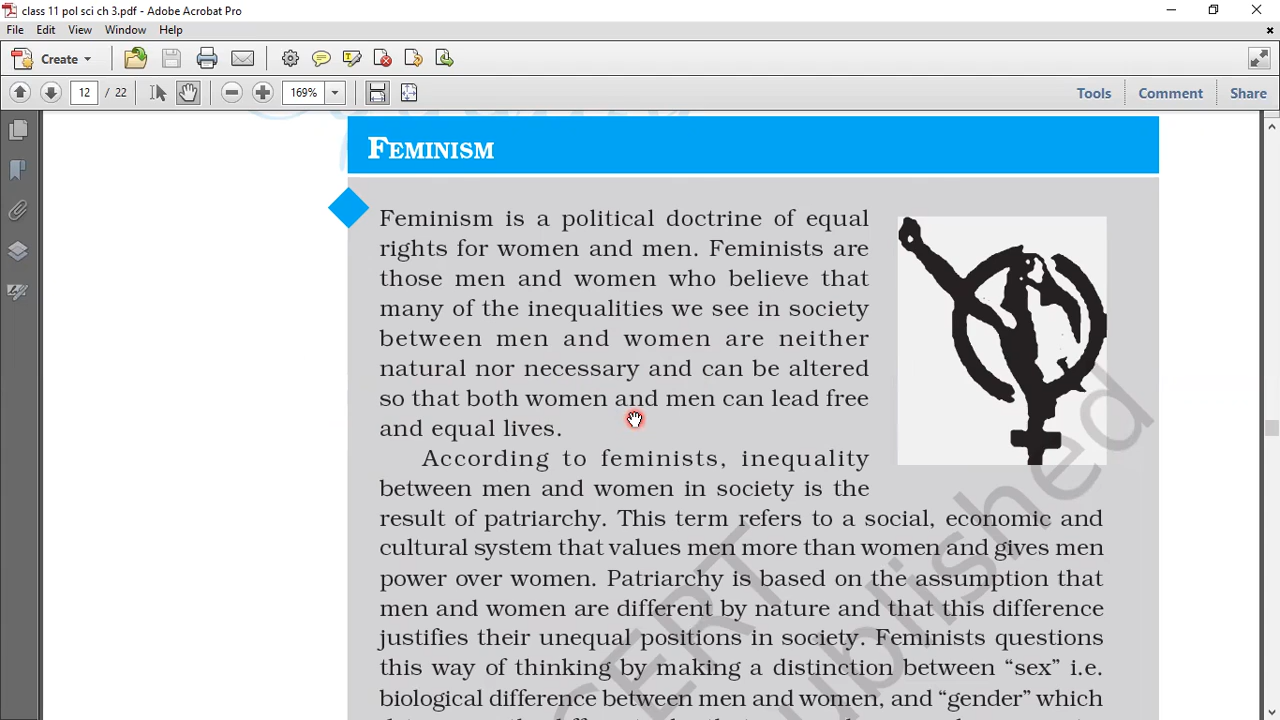 class 11 pol sci ch 3.pdf - Adobe Acrobat Pro
File Edit View Window Help
Create
12 / 22 169% Tools Comment Share
FEMINISM
Feminism is a political doctrine of equal
rights for women and men. Feminists are
those men and women who believe that
many of the inequalities we see in society
between men and women are neither
natural nor necessary and can be altered
so that both women and men can lead free
and equal lives.
According to feminists, inequality
between men and women in society is the
result of patriarchy. This term refers to a social, economic and
cultural system that values men more than women and gives men
power over women. Patriarchy is based on the assumption that
men and women are different by nature and that this difference
justifies their unequal positions in society. Feminists questions
this way of thinking by making a distinction between “sex” i.e.
biological difference between men and women, and “gender” which